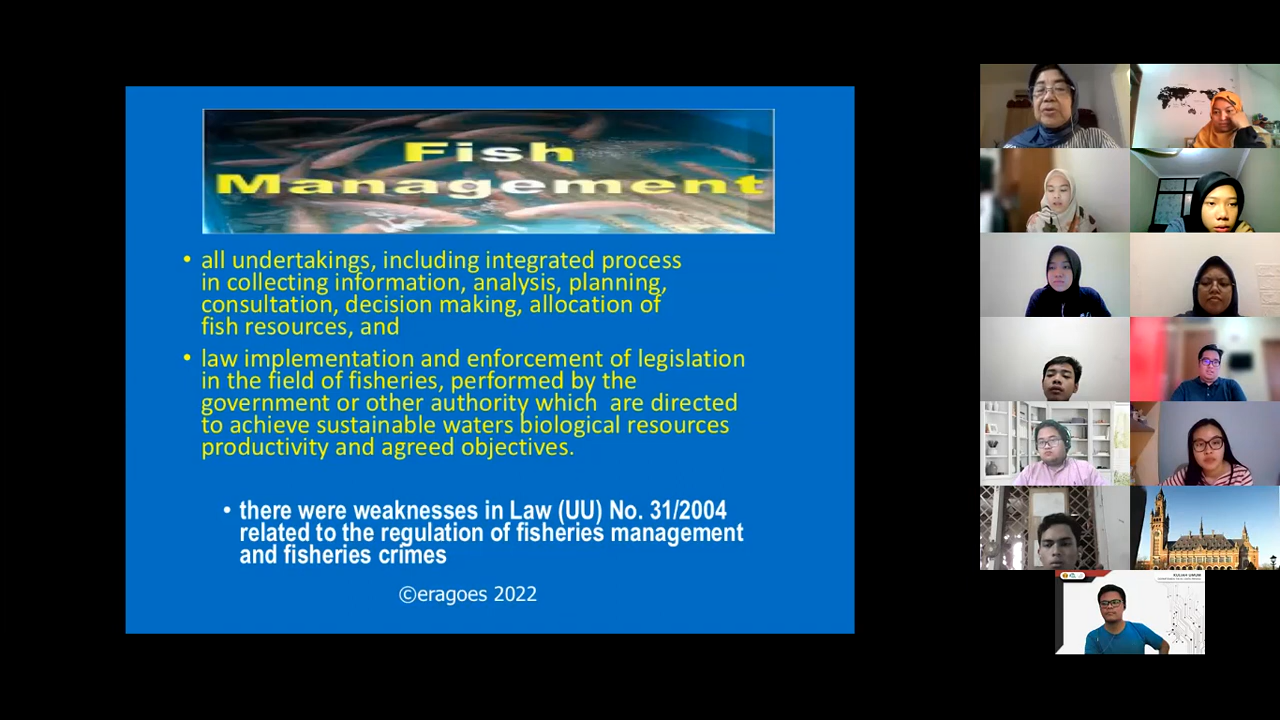 Fish
Management
• all undertakings, including integrated process
in collecting information, analysis, planning,
consultation, decision making, allocation of
fish resources, and
• law implementation and enforcement of legislation
in the field of fisheries, performed by the
government or other authority which are directed
to achieve sustainable waters biological resources
productivity and agreed objectives.
• there were weaknesses in Law (UU) No. 31/2004
related to the regulation of fisheries management
and fisheries crimes
©eragoes 2022
KULIAH UMUM